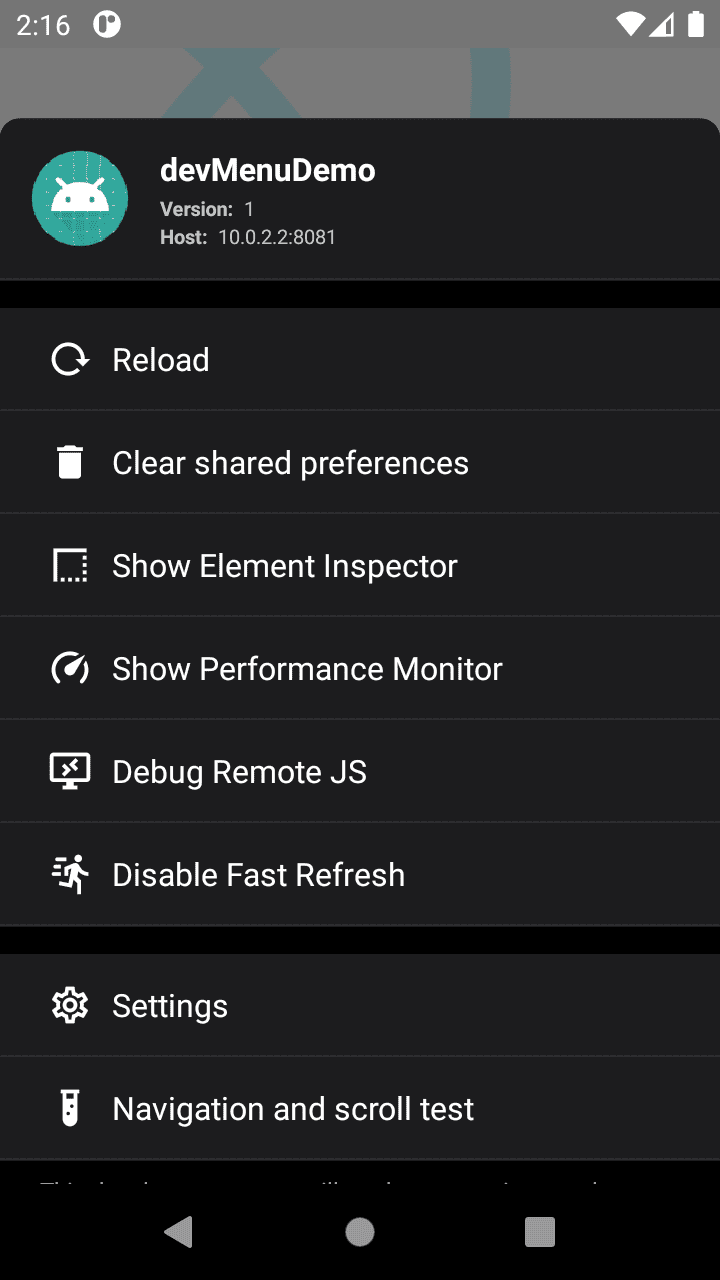 2:16
devMenuDemo
Version: 1
Host: 10.0.2.2:8081
Reload
Clear shared preferences
Show Element Inspector
Show Performance Monitor
Debug Remote JS
Disable Fast Refresh
Settings
Navigation and scroll test